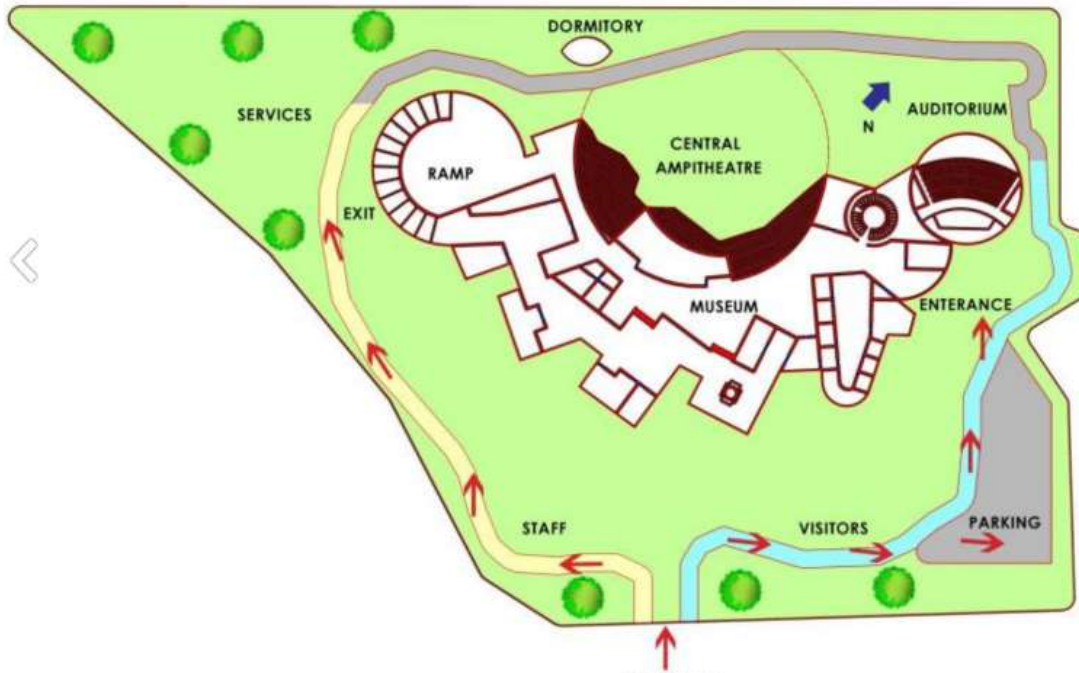 DORMITORY
SERVICES
AUDITORIUM
N
CENTRAL
AMPITHEATRE
RAMP
EXIT
MUSEUM
ENTERANCE
STAFF
VISITORS
PARKING